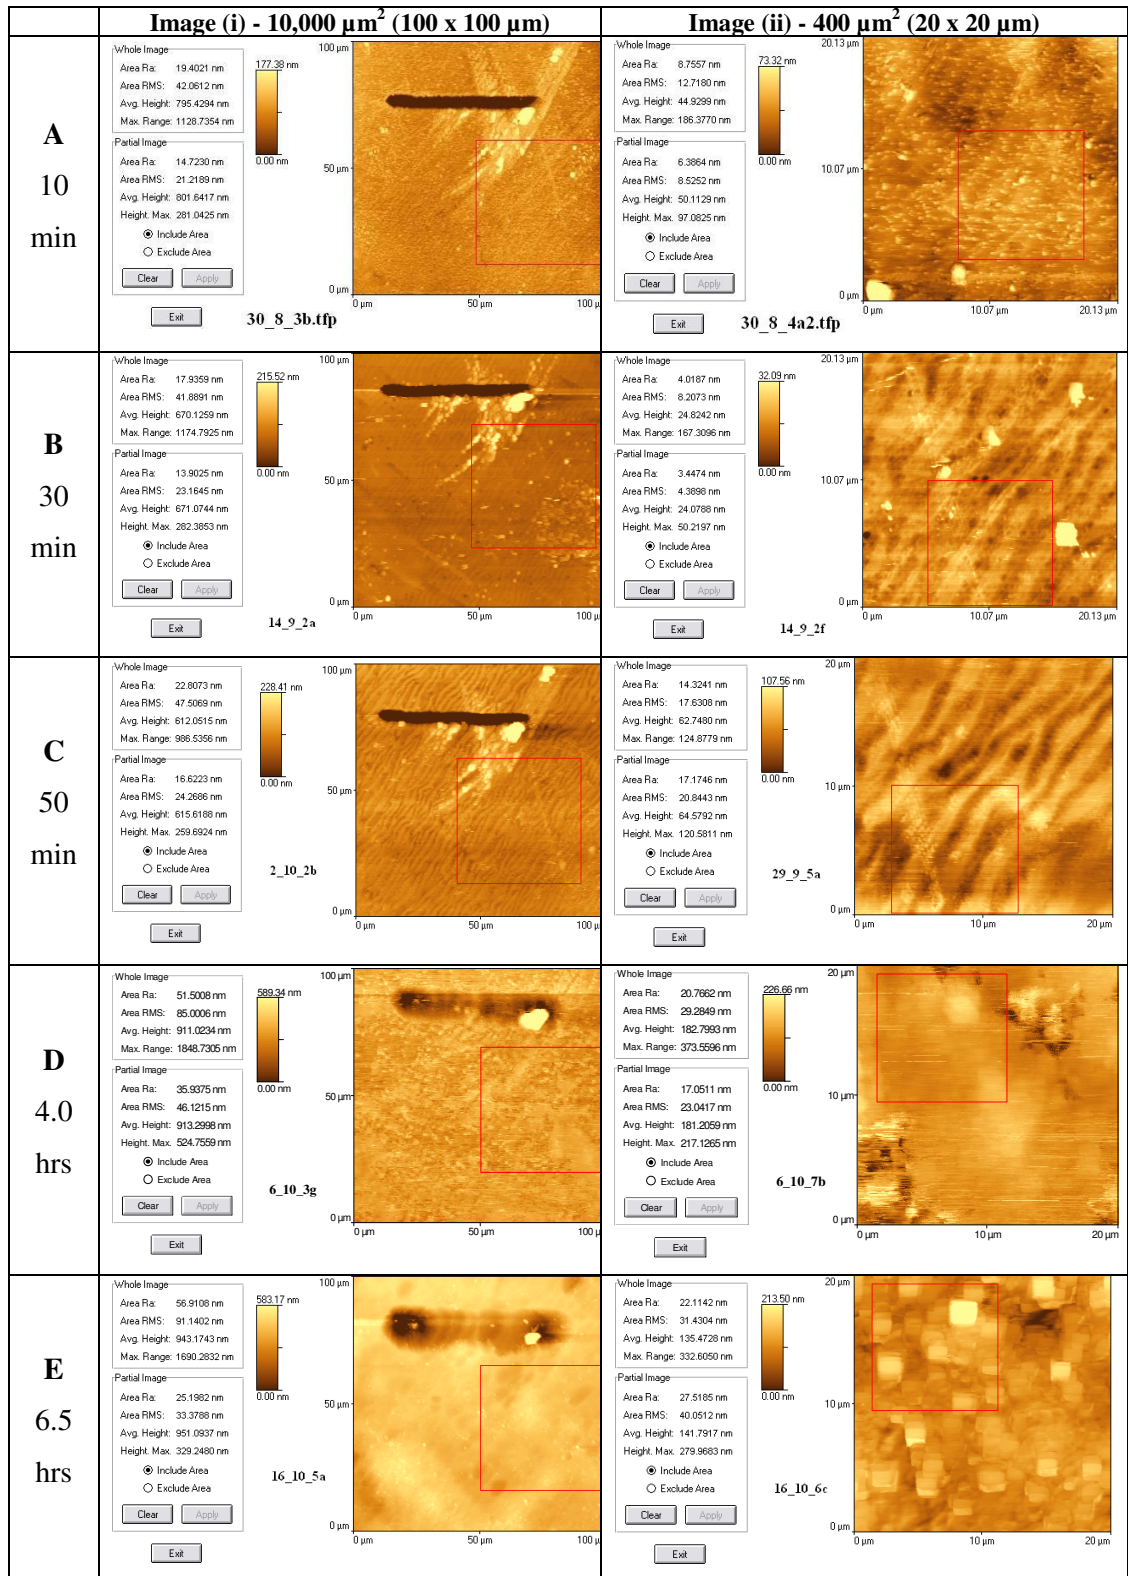 Image (i) - 10,000 µm² (100 x 100 µm)
Image (ii) - 400 µm² (20 x 20 µm)
A
10
min
Whole Image
Area Ra: 19.4021 nm
Area RMS: 42.0612 nm
Avg. Height: 795.4294 nm
Max. Range: 1128.7354 nm
Partial Image
Area Ra: 14.7230 nm
Area RMS: 21.2189 nm
Avg. Height: 801.6417 nm
Height. Max. 281.0425 nm
Include Area
Exclude Area
Clear Apply
Exit
177.38 nm
0.00 nm
100 µm
50 µm
0 µm
0 µm 50 µm 100 µ
30_8_3b.tfp
Whole Image
Area Ra: 8.7557 nm
Area RMS: 12.7180 nm
Avg. Height: 44.9299 nm
Max. Range: 186.3770 nm
Partial Image
Area Ra: 6.3864 nm
Area RMS: 8.5252 nm
Avg. Height: 50.1129 nm
Height. Max. 97.0825 nm
Include Area
Exclude Area
Clear Apply
Exit
73.32 nm
0.00 nm
20.13 µm
10.07 µm
0 µm
0 µm 10.07 µm 20.13 µm
30_8_4a2.tfp
B
30
min
Whole Image
Area Ra: 17.9359 nm
Area RMS: 41.8891 nm
Avg. Height: 670.1259 nm
Max. Range: 1174.7925 nm
Partial Image
Area Ra: 13.9025 nm
Area RMS: 23.1645 nm
Avg. Height: 671.0744 nm
Height. Max. 282.3853 nm
Include Area
Exclude Area
Clear Apply
Exit
215.52 nm
0.00 nm
100 µm
50 µm
0 µm
0 µm 50 µm 100 µ
14_9_2a
Whole Image
Area Ra: 4.0187 nm
Area RMS: 8.2073 nm
Avg. Height: 24.8242 nm
Max. Range: 167.3096 nm
Partial Image
Area Ra: 3.4474 nm
Area RMS: 4.3898 nm
Avg. Height: 24.0788 nm
Height. Max. 50.2197 nm
Include Area
Exclude Area
Clear Apply
Exit
32.09 nm
0.00 nm
20.13 µm
10.07 µm
0 µm
0 µm 10.07 µm 20.13 µm
14_9_2f
C
50
min
Whole Image
Area Ra: 22.8073 nm
Area RMS: 47.5069 nm
Avg. Height: 612.0515 nm
Max. Range: 986.5356 nm
Partial Image
Area Ra: 16.6223 nm
Area RMS: 24.2686 nm
Avg. Height: 615.6188 nm
Height. Max. 259.6924 nm
Include Area
Exclude Area
Clear Apply
Exit
228.41 nm
0.00 nm
100 µm
50 µm
0 µm
0 µm 50 µm 100 µ
2_10_2b
Whole Image
Area Ra: 14.3241 nm
Area RMS: 17.6308 nm
Avg. Height: 62.7480 nm
Max. Range: 124.8779 nm
Partial Image
Area Ra: 17.1746 nm
Area RMS: 20.8443 nm
Avg. Height: 64.5792 nm
Height. Max. 120.5811 nm
Include Area
Exclude Area
Clear Apply
Exit
107.56 nm
0.00 nm
20 µm
10 µm
0 µm
0 µm 10 µm 20 µm
29_9_5a
D
4.0
hrs
Whole Image
Area Ra: 51.5008 nm
Area RMS: 85.0006 nm
Avg. Height: 911.0234 nm
Max. Range: 1848.7305 nm
Partial Image
Area Ra: 35.9375 nm
Area RMS: 46.1215 nm
Avg. Height: 913.2998 nm
Height. Max. 524.7559 nm
Include Area
Exclude Area
Clear Apply
Exit
589.34 nm
0.00 nm
100 µm
50 µm
0 µm
0 µm 50 µm 100 µ
6_10_3g
Whole Image
Area Ra: 20.7662 nm
Area RMS: 29.2849 nm
Avg. Height: 182.7993 nm
Max. Range: 373.5596 nm
Partial Image
Area Ra: 17.0511 nm
Area RMS: 23.0417 nm
Avg. Height: 181.2059 nm
Height. Max. 217.1265 nm
Include Area
Exclude Area
Clear Apply
Exit
226.66 nm
0.00 nm
20 µm
10 µm
0 µm
0 µm 10 µm 20 µm
6_10_7b
E
6.5
hrs
Whole Image
Area Ra: 56.9108 nm
Area RMS: 91.1402 nm
Avg. Height: 943.1743 nm
Max. Range: 1690.2832 nm
Partial Image
Area Ra: 25.1982 nm
Area RMS: 33.3788 nm
Avg. Height: 951.0937 nm
Height. Max. 329.2480 nm
Include Area
Exclude Area
Clear Apply
Exit
583.17 nm
0.00 nm
100 µm
50 µm
0 µm
0 µm 50 µm 100 µ
16_10_5a
Whole Image
Area Ra: 22.1142 nm
Area RMS: 31.4304 nm
Avg. Height: 135.4728 nm
Max. Range: 332.6050 nm
Partial Image
Area Ra: 27.5185 nm
Area RMS: 40.0512 nm
Avg. Height: 141.7917 nm
Height. Max. 279.9683 nm
Include Area
Exclude Area
Clear Apply
Exit
213.50 nm
0.00 nm
20 µm
10 µm
0 µm
0 µm 10 µm 20 µm
16_10_6c